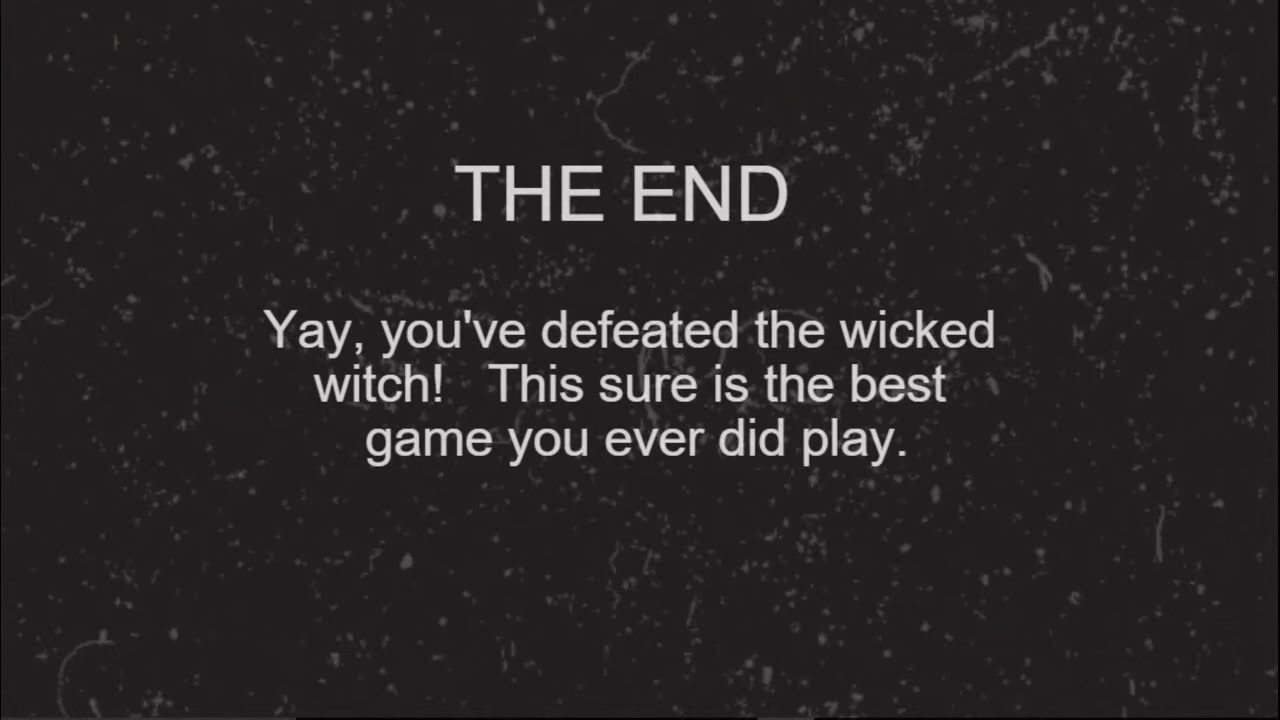 THE END
Yay, you've defeated the wicked
witch!   This sure is the best
game you ever did play.